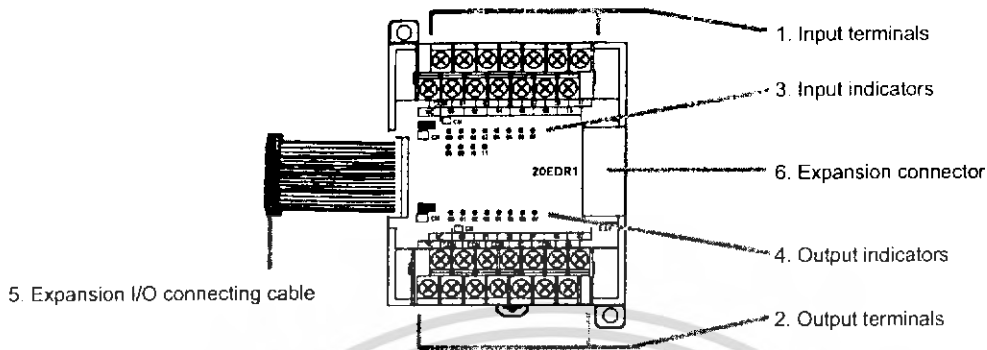 1. Input terminals
3. Input indicators
20EDR1
6. Expansion connector
4. Output indicators
5. Expansion I/O connecting cable
2. Output terminals